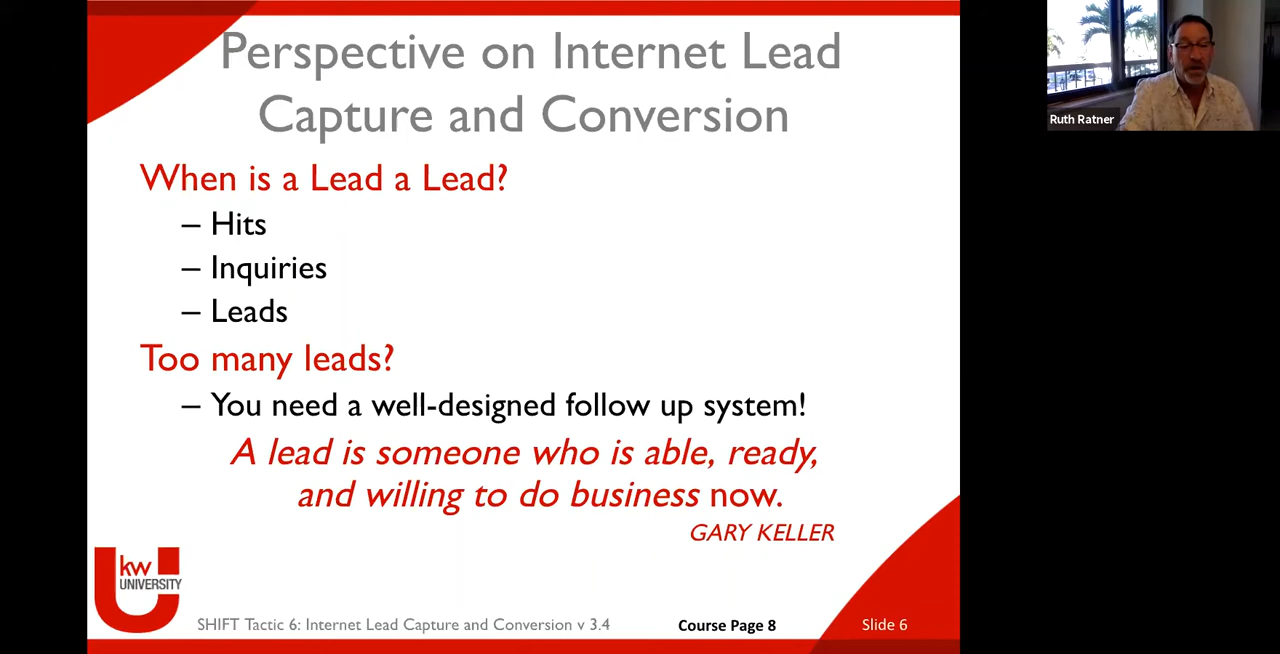 Perspective on Internet Lead
Capture and Conversion
When is a Lead a Lead?
– Hits
– Inquiries
– Leads
Too many leads?
– You need a well-designed follow up system!
A lead is someone who is able, ready,
and willing to do business now.
GARY KELLER
kw
UNIVERSITY
SHIFT Tactic 6: Internet Lead Capture and Conversion v 3.4
Course Page 8
Slide 6
Ruth Ratner